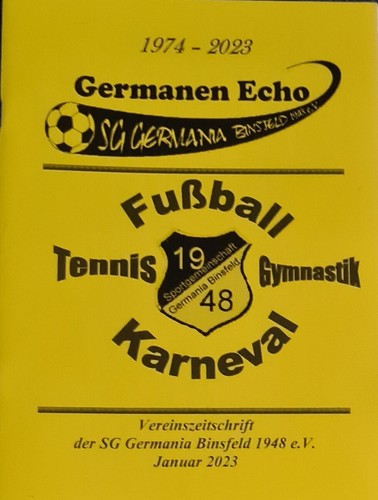 1974 - 2023
Germanen Echo
SG GERMANIA BINSFELD 1948 e.V.
Fußball
Tennis
Gymnastik
19
Sportgemeinschaft
Germania Binsfeld
48
Karneval
Vereinszeitschrift
der SG Germania Binsfeld 1948 e.V.
Januar 2023